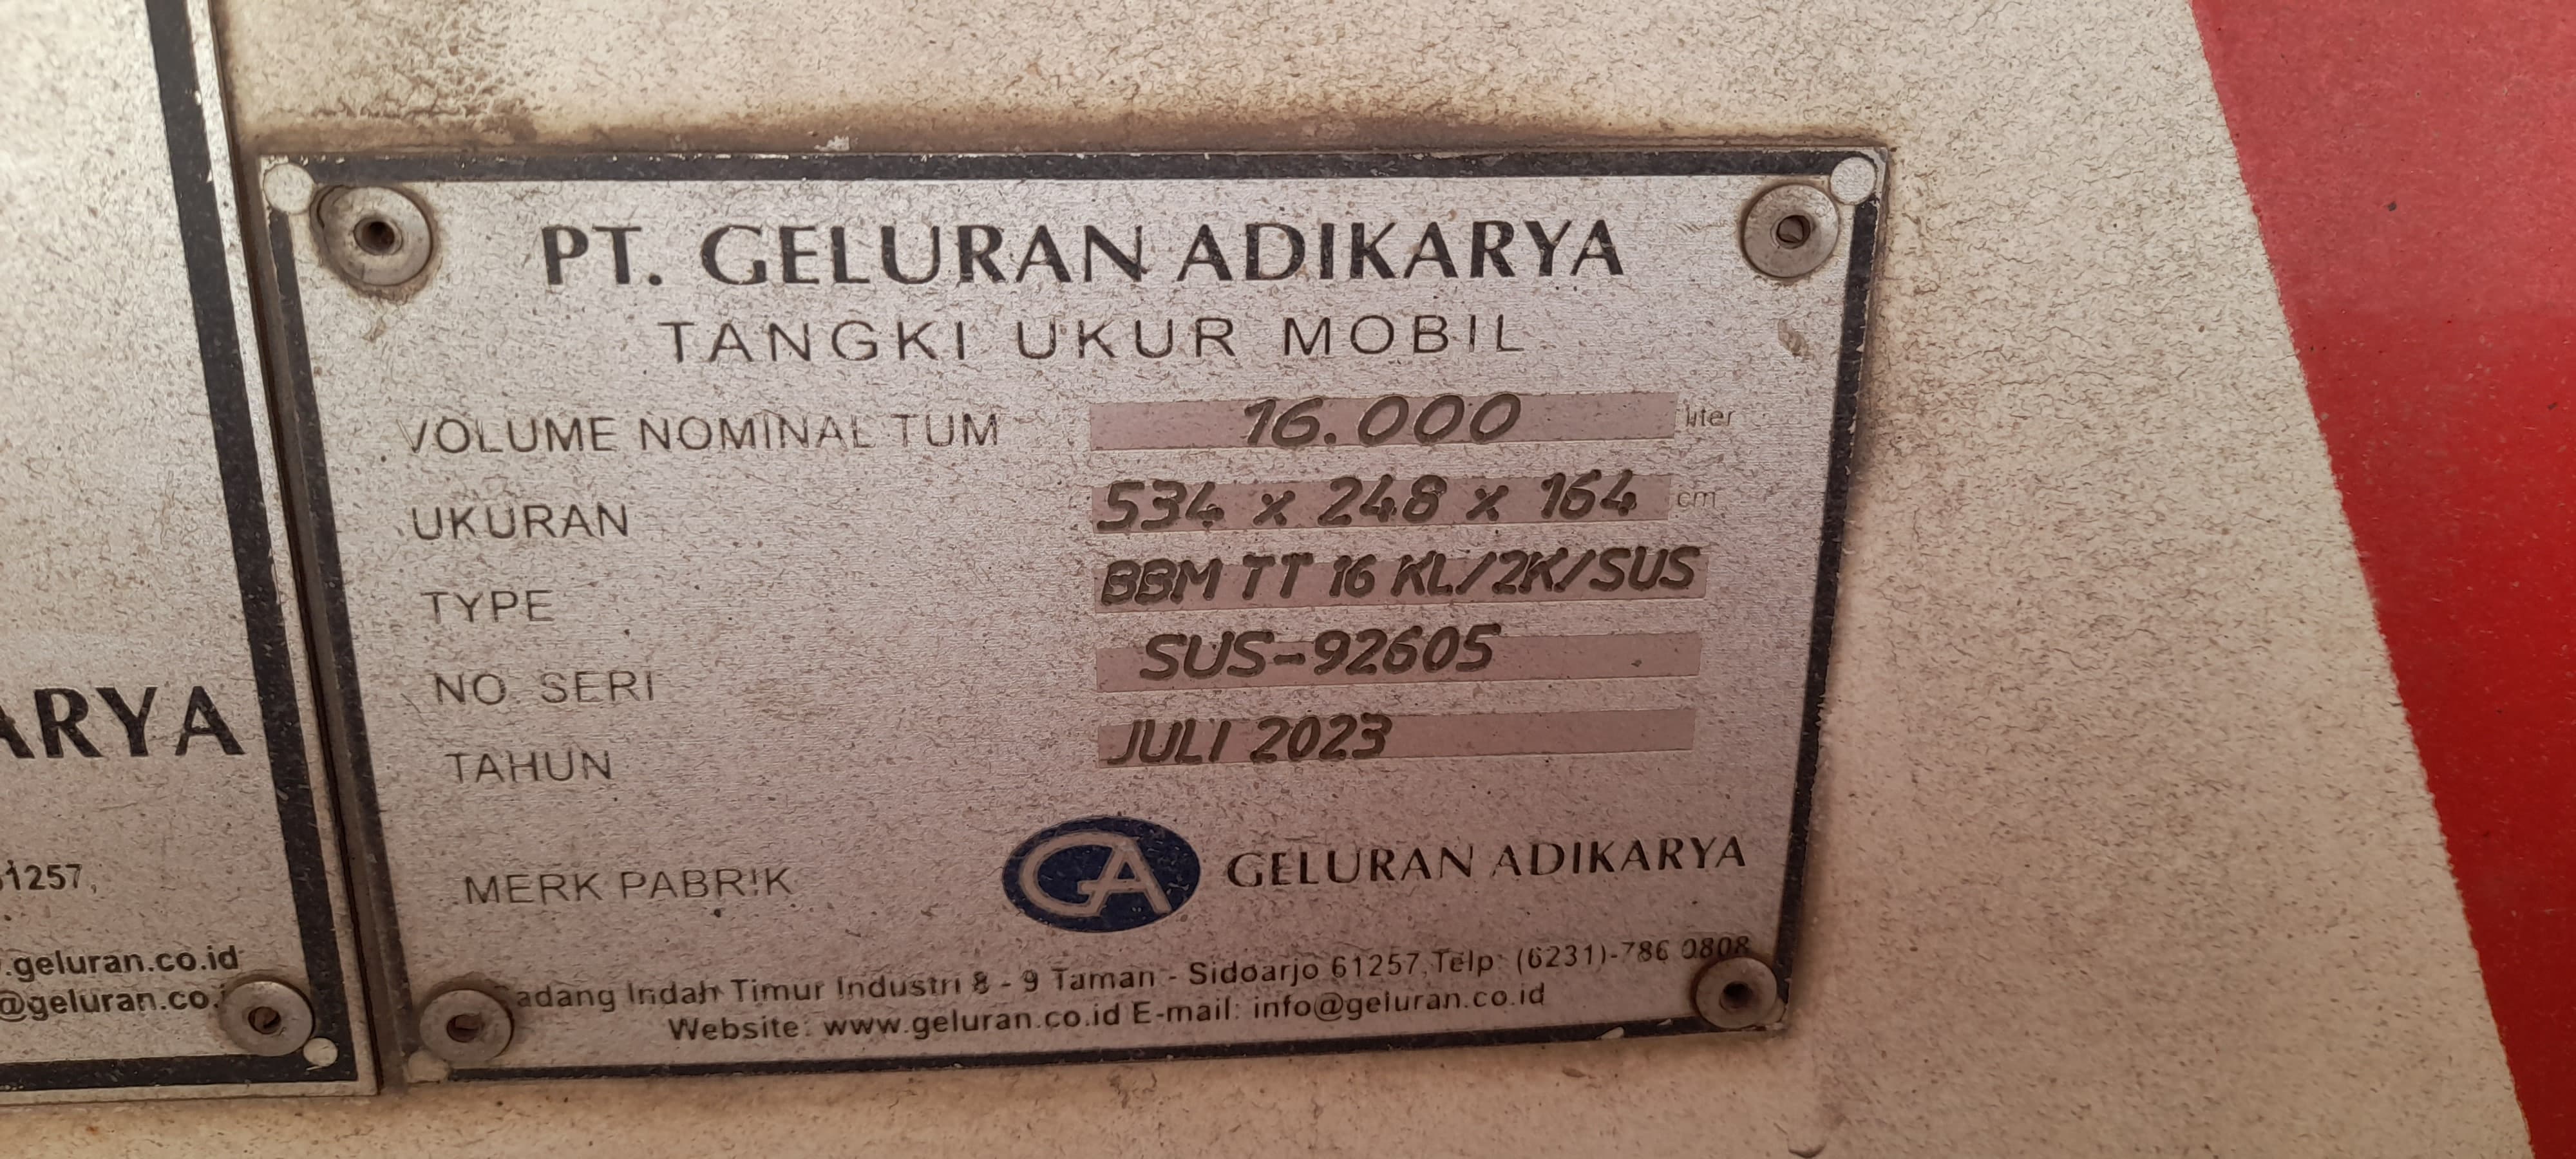 PT. GELURAN ADIKARYA
TANGKI UKUR MOBIL
VOLUME NOMINAL TUM 16.000 liter
UKURAN 534 x 248 x 164 cm
TYPE BBM TT 16 KL/2K/SUS
NO. SERI SUS-92605
TAHUN JULI 2023
MERK PABRIK GA GELURAN ADIKARYA
adang Indah Timur Industri 8 - 9 Taman - Sidoarjo 61257,Telp: (6231)-786 0808
Website: www.geluran.co.id E-mail: info@geluran.co.id
ARYA
1257,
.geluran.co.id
@geluran.co.